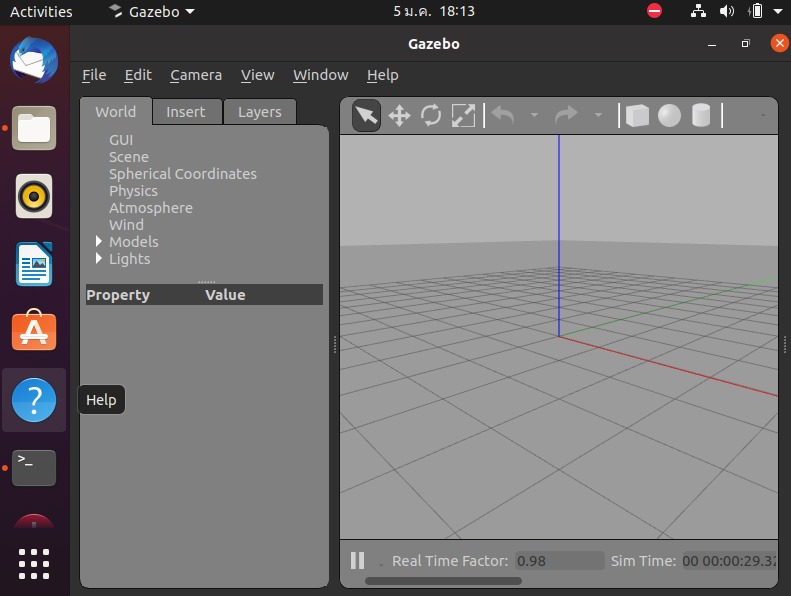 Activities Gazebo 5 ม.ค. 18:13
Gazebo
File Edit Camera View Window Help
World Insert Layers
GUI
Scene
Spherical Coordinates
Physics
Atmosphere
Wind
Models
Lights
Property Value
Help
>_
Real Time Factor: 0.98 Sim Time: 00 00:00:29.32